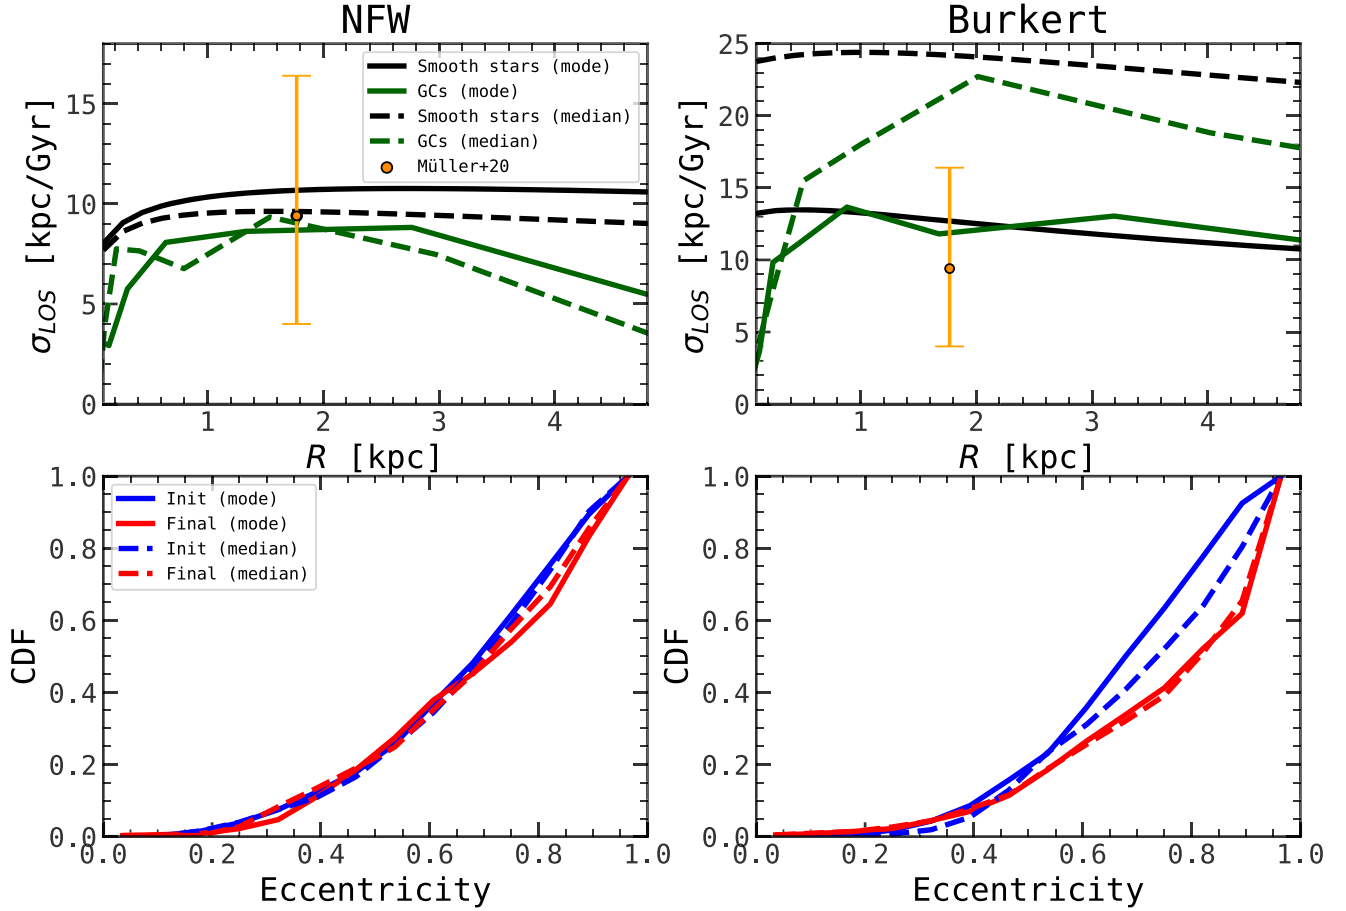 NFW
Burkert
σLOS [kpc/Gyr]
15
10
5
0
Smooth stars (mode)
GCs (mode)
Smooth stars (median)
GCs (median)
Müller+20
1 2 3 4
R [kpc]
σLOS [kpc/Gyr]
25
20
15
10
5
0
1 2 3 4
R [kpc]
CDF
1.0
0.8
0.6
0.4
0.2
0.0
Init (mode)
Final (mode)
Init (median)
Final (median)
0.0 0.2 0.4 0.6 0.8 1.0
Eccentricity
CDF
1.0
0.8
0.6
0.4
0.2
0.0
0.0 0.2 0.4 0.6 0.8 1.0
Eccentricity